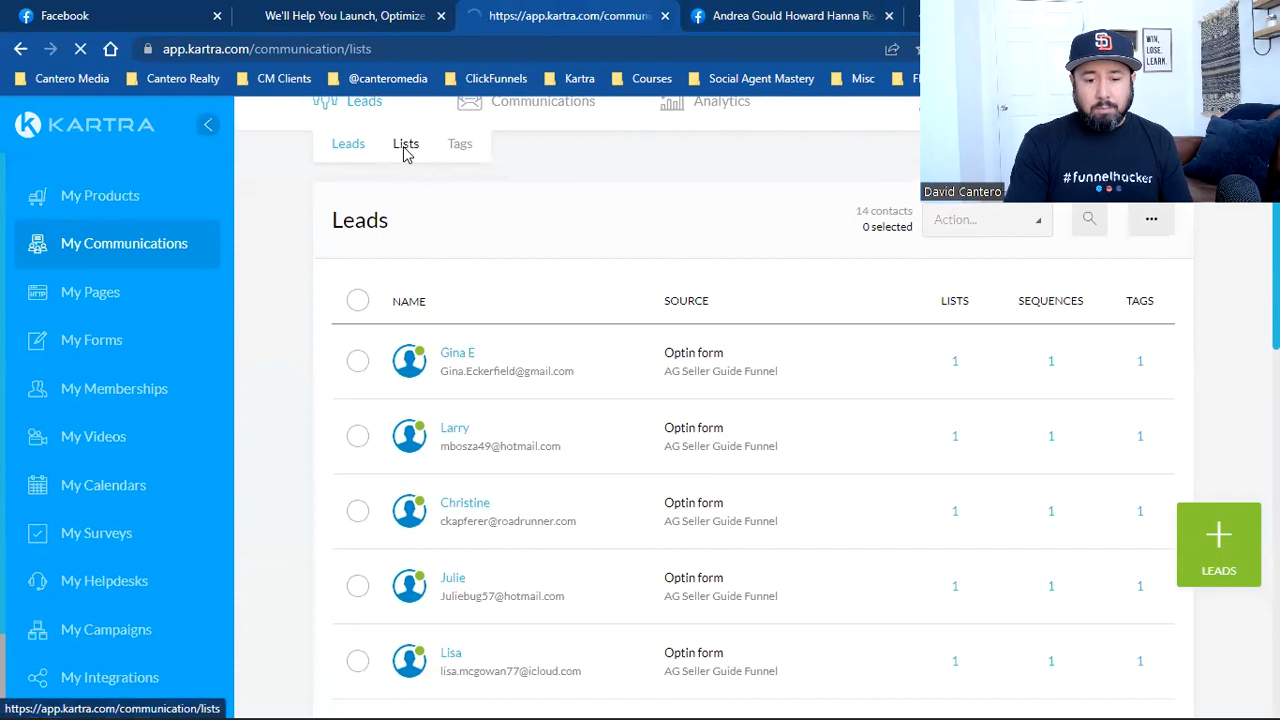 Facebook
We'll Help You Launch, Optimize
https://app.kartra.com/commun
Andrea Gould Howard Hanna Re
app.kartra.com/communication/lists
Cantero Media
Cantero Realty
CM Clients
@canteromedia
ClickFunnels
Kartra
Courses
Social Agent Mastery
Misc
WIN.
LOSE.
LEARN.
#funnelhacker
David Cantero
KARTRA
My Products
My Communications
My Pages
My Forms
My Memberships
My Videos
My Calendars
My Surveys
My Helpdesks
My Campaigns
My Integrations
Leads
Communications
Analytics
Leads
Lists
Tags
Leads
14 contacts
0 selected
Action...
NAME
SOURCE
LISTS
SEQUENCES
TAGS
Gina E
Gina.Eckerfield@gmail.com
Optin form
AG Seller Guide Funnel
1
1
1
Larry
mbosza49@hotmail.com
Optin form
AG Seller Guide Funnel
1
1
1
Christine
ckapferer@roadrunner.com
Optin form
AG Seller Guide Funnel
1
1
1
Julie
Juliebug57@hotmail.com
Optin form
AG Seller Guide Funnel
1
1
1
Lisa
lisa.mcgowan77@icloud.com
Optin form
AG Seller Guide Funnel
1
1
1
LEADS
https://app.kartra.com/communication/lists